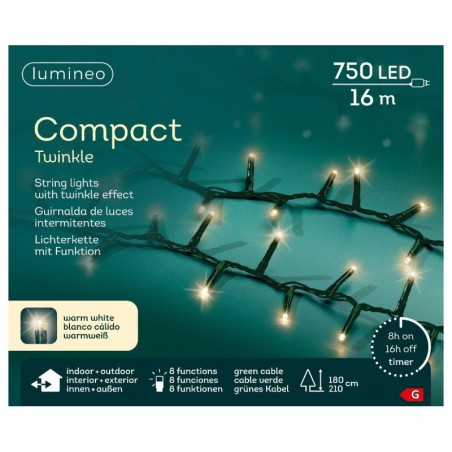 lumineo
750 LED
16 m
Compact
Twinkle
String lights
with twinkle effect
Guirnalda de luces
intermitentes
Lichterkette
mit Funktion
warm white
blanco cálido
warmweiß
8h on
16h off
timer
indoor+outdoor
interior+exterior
innen+außen
8 functions
8 funciones
8 funktionen
green cable
cable verde
grünes Kabel
180 cm
210
G